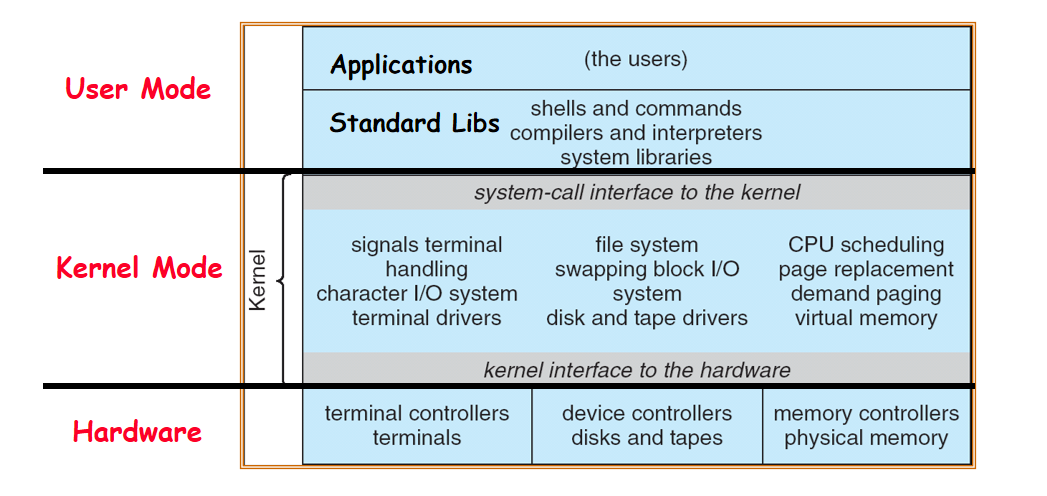 User Mode
Applications
(the users)
Standard Libs
shells and commands
compilers and interpreters
system libraries
Kernel Mode
Kernel
system-call interface to the kernel
signals terminal
handling
character I/O system
terminal drivers
file system
swapping block I/O
system
disk and tape drivers
CPU scheduling
page replacement
demand paging
virtual memory
kernel interface to the hardware
Hardware
terminal controllers
terminals
device controllers
disks and tapes
memory controllers
physical memory